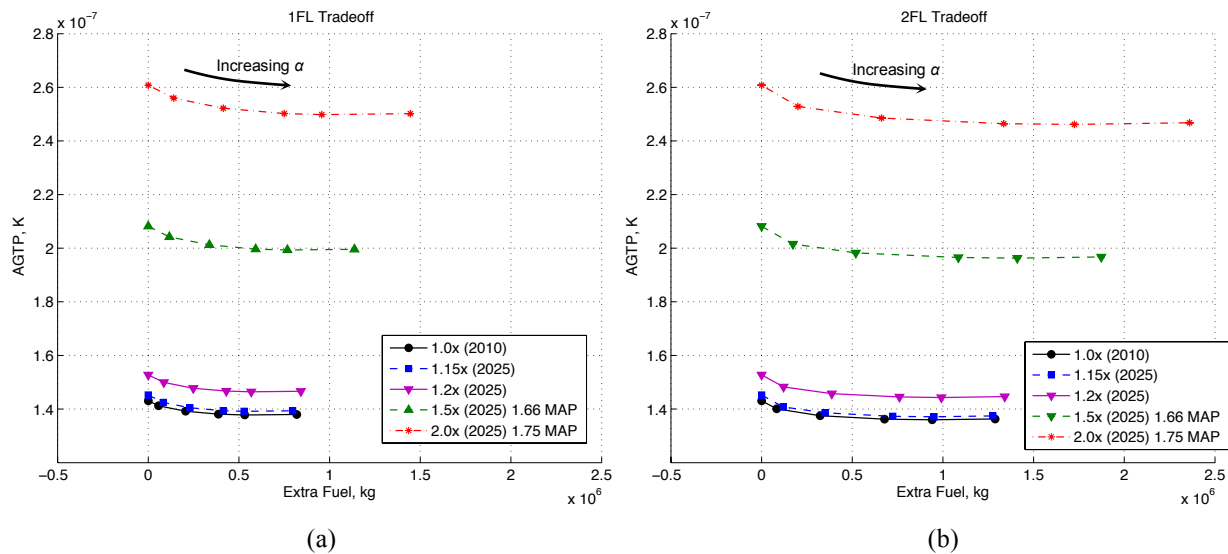 1FL Tradeoff
x 10⁻⁷
2.8
2.6
2.4
2.2
2
1.8
1.6
1.4
AGTP, K
Increasing α
1.0x (2010)
1.15x (2025)
1.2x (2025)
1.5x (2025) 1.66 MAP
2.0x (2025) 1.75 MAP
−0.5 0 0.5 1 1.5 2 2.5
Extra Fuel, kg
x 10⁶
(a)
2FL Tradeoff
x 10⁻⁷
2.8
2.6
2.4
2.2
2
1.8
1.6
1.4
AGTP, K
Increasing α
1.0x (2010)
1.15x (2025)
1.2x (2025)
1.5x (2025) 1.66 MAP
2.0x (2025) 1.75 MAP
−0.5 0 0.5 1 1.5 2 2.5
Extra Fuel, kg
x 10⁶
(b)